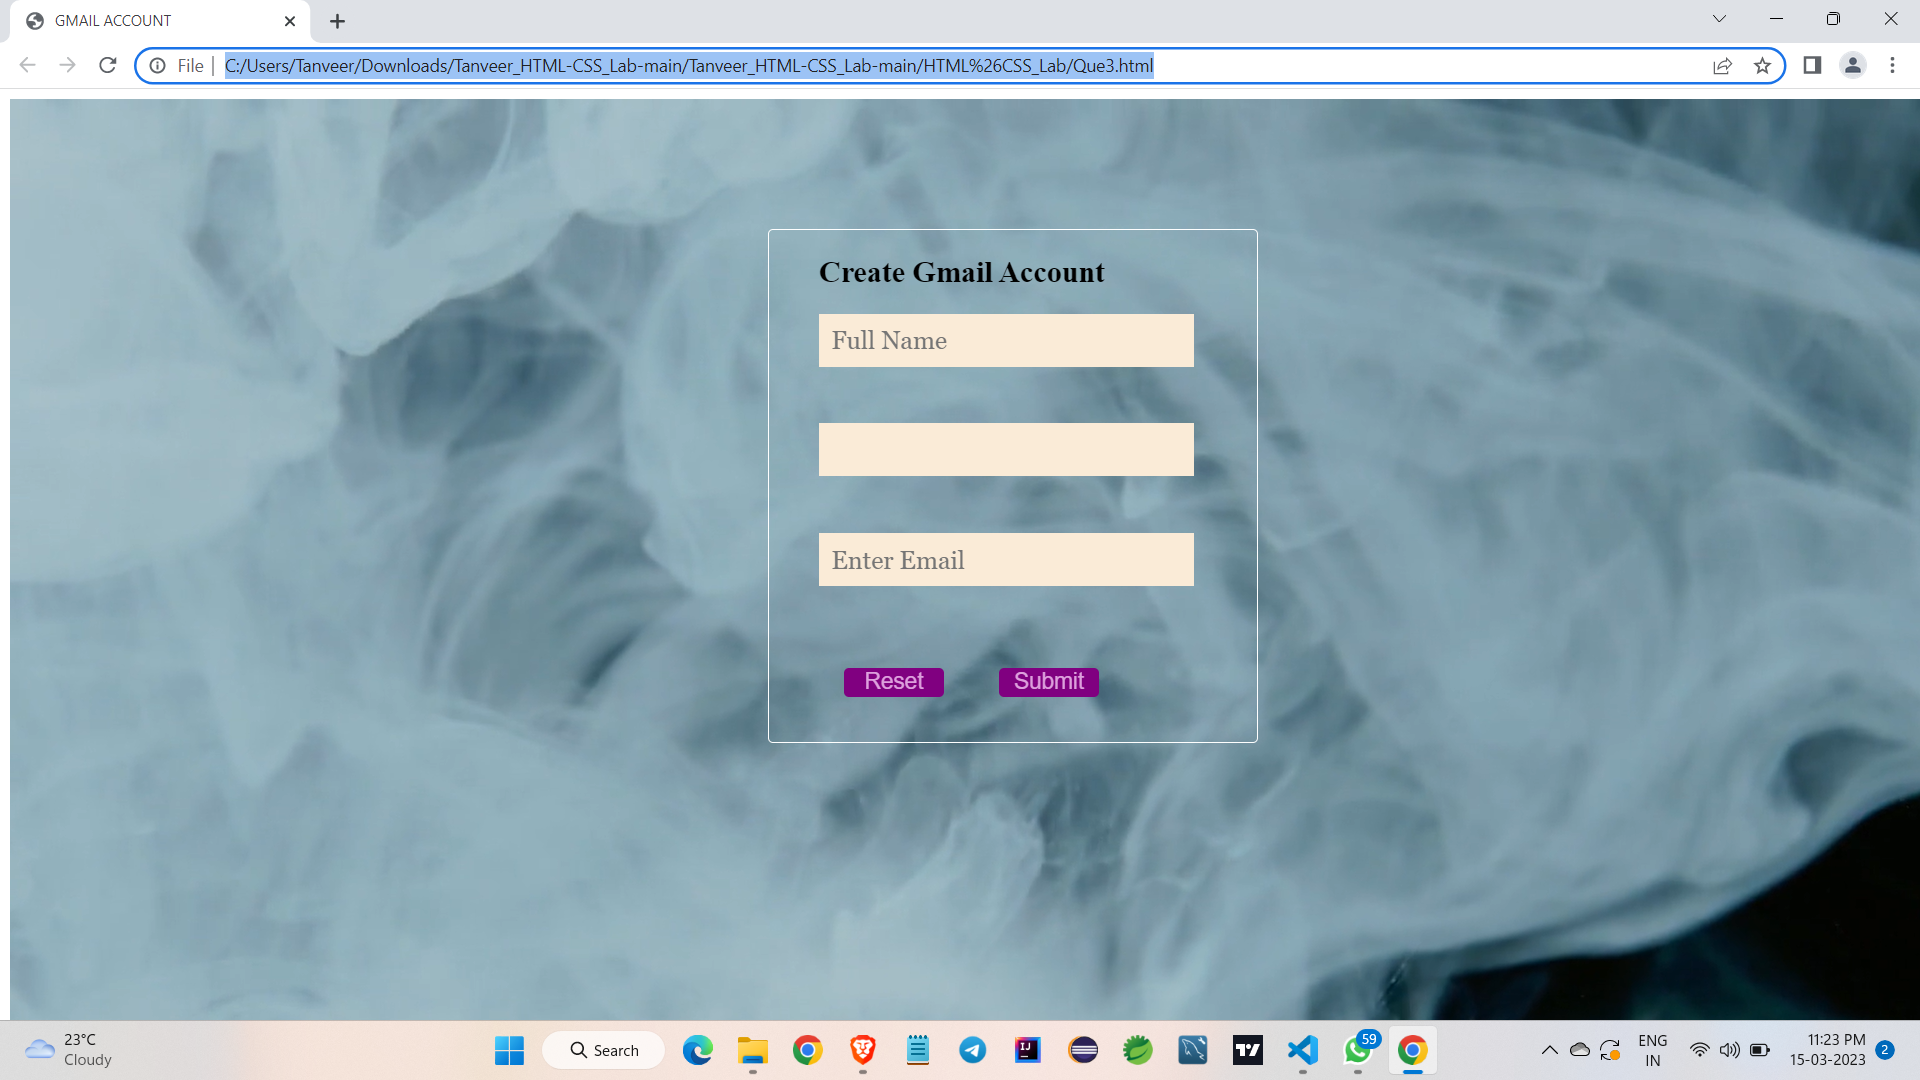 GMAIL ACCOUNT
File | C:/Users/Tanveer/Downloads/Tanveer_HTML-CSS_Lab-main/Tanveer_HTML-CSS_Lab-main/HTML%26CSS_Lab/Que3.html
Create Gmail Account
Full Name
Enter Email
Reset Submit
23°C
Cloudy
Search
IJ
59
ENG
IN
11:23 PM
15-03-2023
2